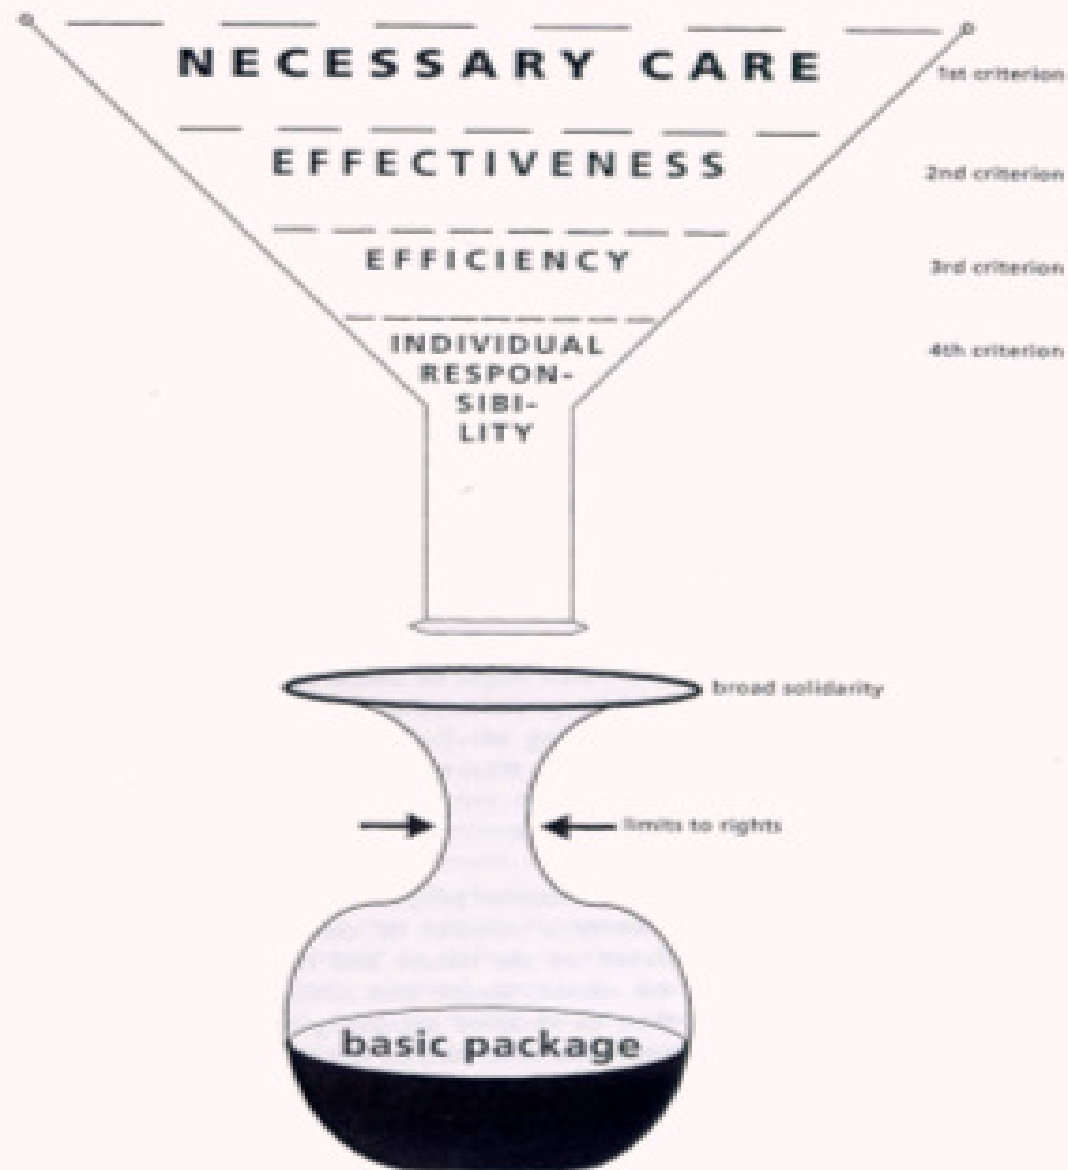 NECESSARY CARE
1st criterion
EFFECTIVENESS
2nd criterion
EFFICIENCY
3rd criterion
INDIVIDUAL
4th criterion
RESPON-
SIBI-
LITY
broad solidarity
limits to rights
basic package